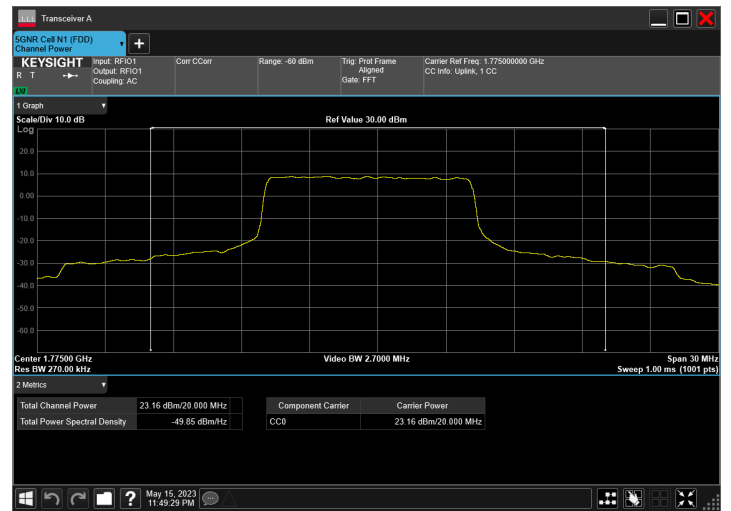 Transceiver A
5GNR Cell N1 (FDD)
Channel Power
KEYSIGHT
R T
LXI
Input: RFIO1
Output: RFIO1
Coupling: AC
Corr CCorr
Range: -60 dBm
Trig: Prot Frame
Aligned
Gate: FFT
Carrier Ref Freq: 1.775000000 GHz
CC Info: Uplink, 1 CC
1 Graph
Scale/Div 10.0 dB
Ref Value 30.00 dBm
Log
20.0
10.0
0.00
-10.0
-20.0
-30.0
-40.0
-50.0
-60.0
Center 1.77500 GHz
Video BW 2.7000 MHz
Span 30 MHz
Res BW 270.00 kHz
Sweep 1.00 ms (1001 pts)
2 Metrics
Total Channel Power 23.16 dBm/20.000 MHz
Total Power Spectral Density -49.85 dBm/Hz
Component Carrier Carrier Power
CC0 23.16 dBm/20.000 MHz
?
May 15, 2023
11:49:29 PM